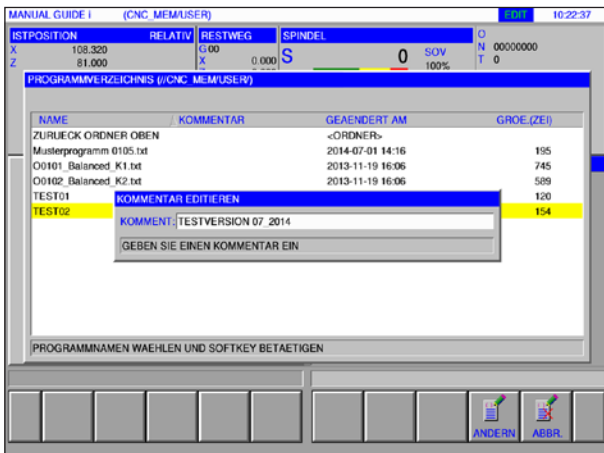 MANUAL GUIDE i (CNC_MEM/USER) EDIT 10:22:37
ISTPOSITION RELATIV RESTWEG SPINDEL O
X 108.320 G00 S 0 SOV N 00000000
Z 81.000 X 0.000 100% T 0
PROGRAMMVERZEICHNIS (//CNC_MEM/USER/)
NAME KOMMENTAR GEAENDERT AM GROE.(ZEI)
ZURUECK ORDNER OBEN <ORDNER>
Musterprogramm 0105.txt 2014-07-01 14:16 195
O0101_Balanced_K1.txt 2013-11-19 16:06 745
O0102_Balanced_K2.txt 2013-11-19 16:06 589
TEST01 120
TEST02 154
KOMMENTAR EDITIEREN
KOMMENT: TESTVERSION 07_2014
GEBEN SIE EINEN KOMMENTAR EIN
PROGRAMMNAMEN WAEHLEN UND SOFTKEY BETAETIGEN
ANDERN ABBR.